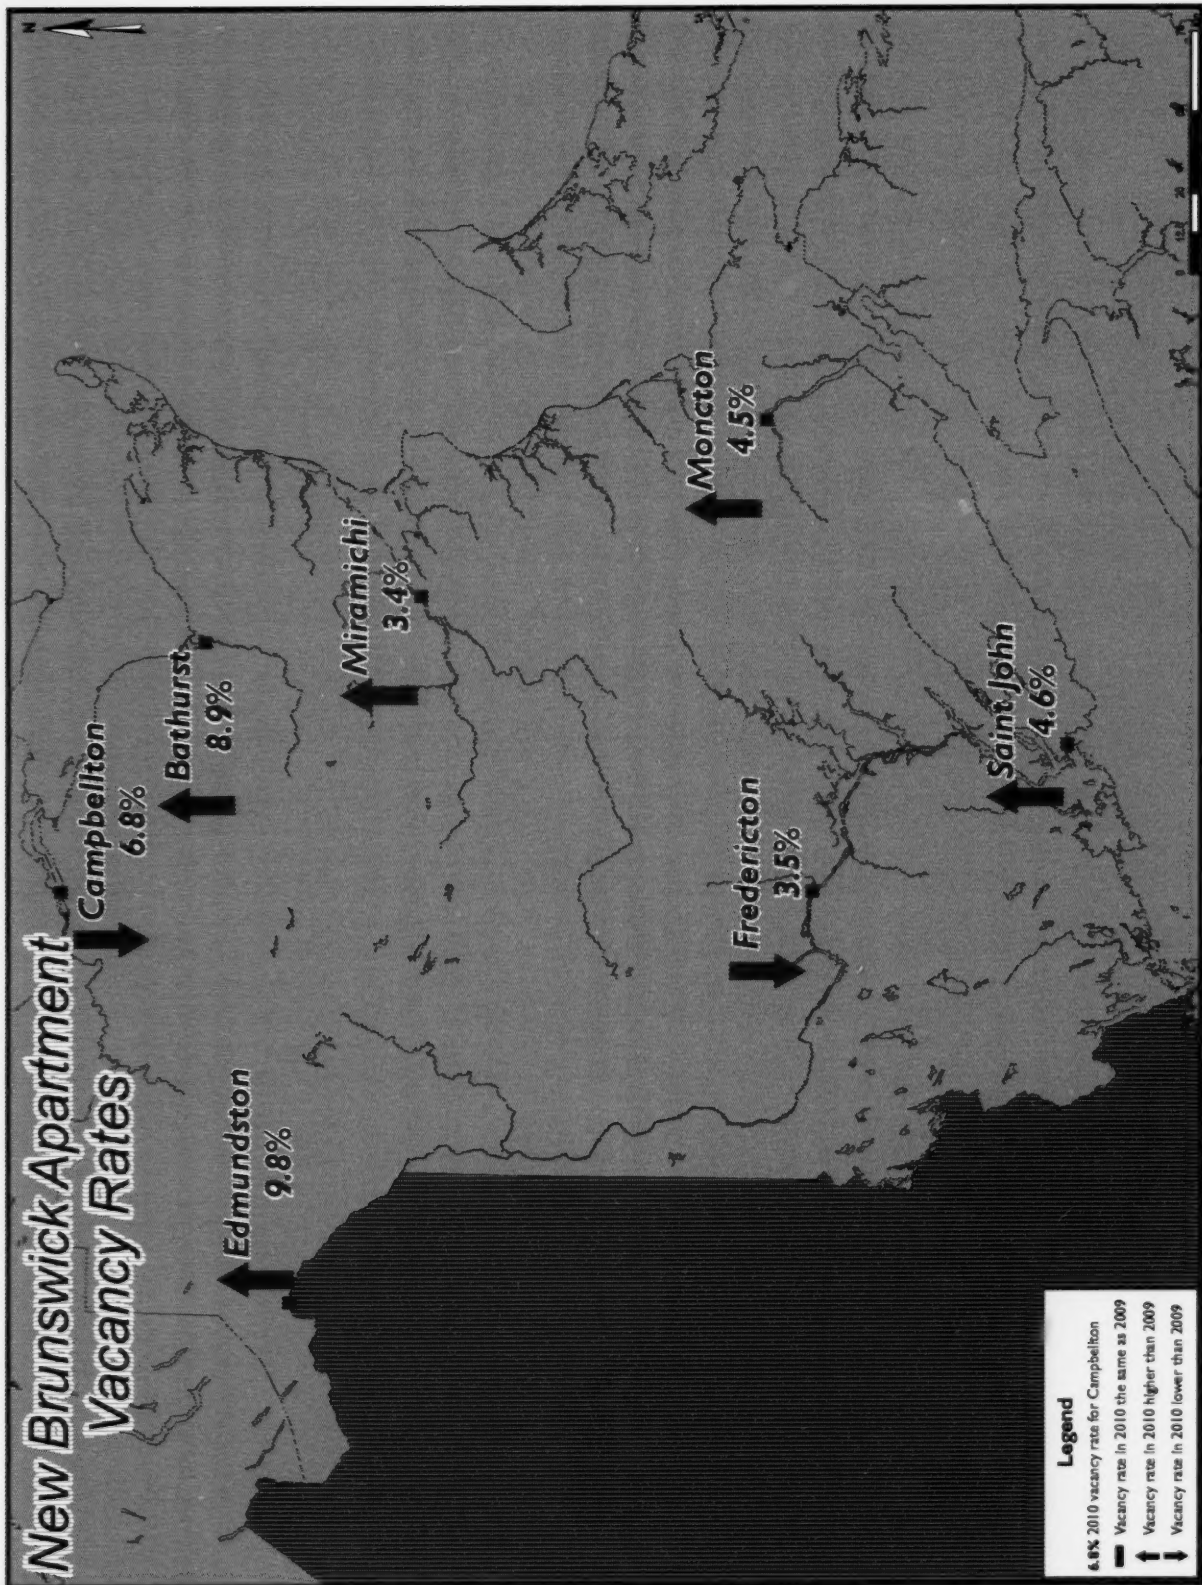 New Brunswick Apartment
Vacancy Rates
N
Campbellton
6.8%
Bathurst
8.9%
Edmundston
9.8%
Miramichi
3.4%
Moncton
4.5%
Fredericton
3.5%
Saint John
4.6%
Legend
6.8% 2010 vacancy rate for Campbellton
Vacancy rate in 2010 the same as 2009
Vacancy rate in 2010 higher than 2009
Vacancy rate in 2010 lower than 2009
0
20